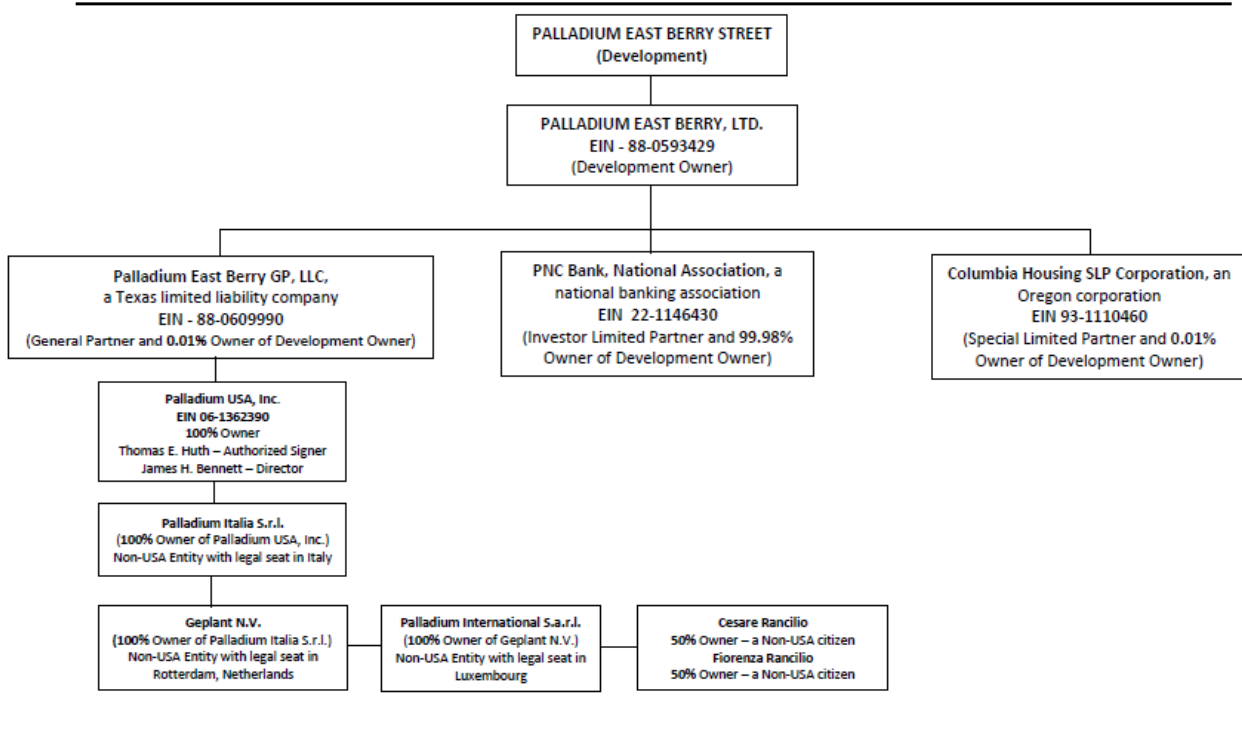 PALLADIUM EAST BERRY STREET
(Development)
PALLADIUM EAST BERRY, LTD.
EIN - 88-0593429
(Development Owner)
Palladium East Berry GP, LLC,
a Texas limited liability company
EIN - 88-0609990
(General Partner and 0.01% Owner of Development Owner)
PNC Bank, National Association, a
national banking association
EIN 22-1146430
(Investor Limited Partner and 99.98%
Owner of Development Owner)
Columbia Housing SLP Corporation, an
Oregon corporation
EIN 93-1110460
(Special Limited Partner and 0.01%
Owner of Development Owner)
Palladium USA, Inc.
EIN 06-1362390
100% Owner
Thomas E. Huth – Authorized Signer
James H. Bennett – Director
Palladium Italia S.r.l.
(100% Owner of Palladium USA, Inc.)
Non-USA Entity with legal seat in Italy
Geplant N.V.
(100% Owner of Palladium Italia S.r.l.)
Non-USA Entity with legal seat in
Rotterdam, Netherlands
Palladium International S.a.r.l.
(100% Owner of Geplant N.V.)
Non-USA Entity with legal seat in
Luxembourg
Cesare Rancilio
50% Owner – a Non-USA citizen
Fiorenza Rancilio
50% Owner – a Non-USA citizen